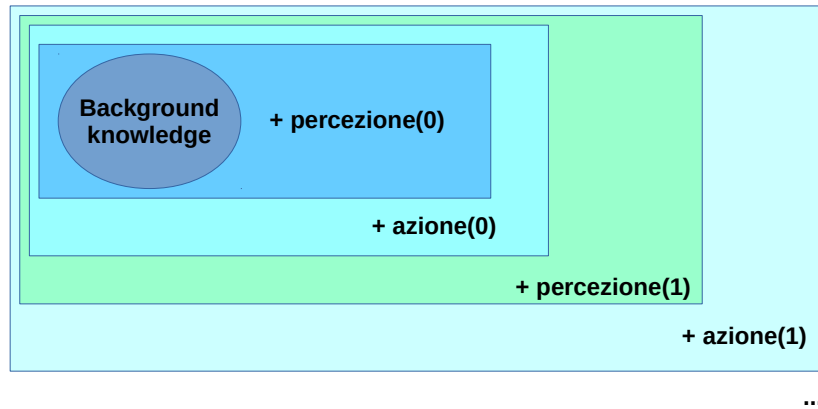 Background
knowledge
+ percezione(0)
+ azione(0)
+ percezione(1)
+ azione(1)
...